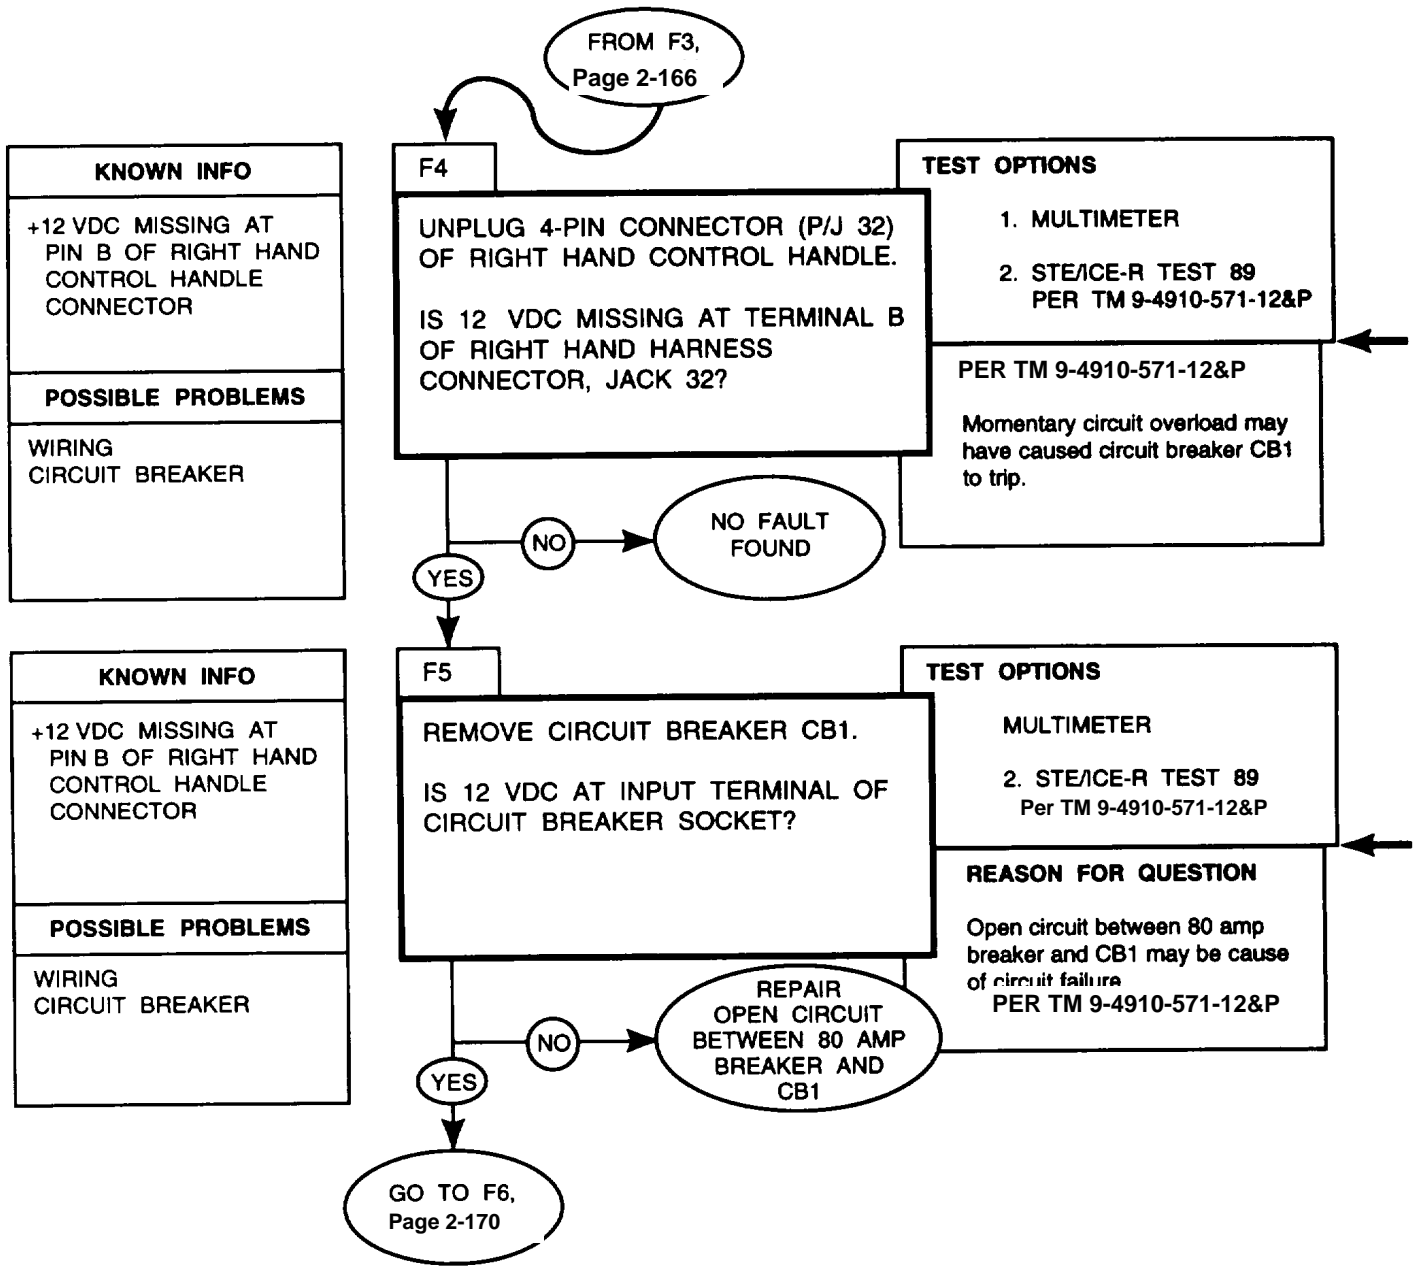 FROM F3,
Page 2-166
KNOWN INFO
+12 VDC MISSING AT
PIN B OF RIGHT HAND
CONTROL HANDLE
CONNECTOR
POSSIBLE PROBLEMS
WIRING
CIRCUIT BREAKER
F4
UNPLUG 4-PIN CONNECTOR (P/J 32)
OF RIGHT HAND CONTROL HANDLE.
IS 12 VDC MISSING AT TERMINAL B
OF RIGHT HAND HARNESS
CONNECTOR, JACK 32?
TEST OPTIONS
1. MULTIMETER
2. STE/ICE-R TEST 89
PER TM 9-4910-571-12&P
PER TM 9-4910-571-12&P
Momentary circuit overload may
have caused circuit breaker CB1
to trip.
NO
NO FAULT
FOUND
YES
KNOWN INFO
+12 VDC MISSING AT
PIN B OF RIGHT HAND
CONTROL HANDLE
CONNECTOR
POSSIBLE PROBLEMS
WIRING
CIRCUIT BREAKER
F5
REMOVE CIRCUIT BREAKER CB1.
IS 12 VDC AT INPUT TERMINAL OF
CIRCUIT BREAKER SOCKET?
TEST OPTIONS
MULTIMETER
2. STE/ICE-R TEST 89
Per TM 9-4910-571-12&P
REASON FOR QUESTION
Open circuit between 80 amp
breaker and CB1 may be cause
of circuit failure
PER TM 9-4910-571-12&P
NO
REPAIR
OPEN CIRCUIT
BETWEEN 80 AMP
BREAKER AND
CB1
YES
GO TO F6,
Page 2-170